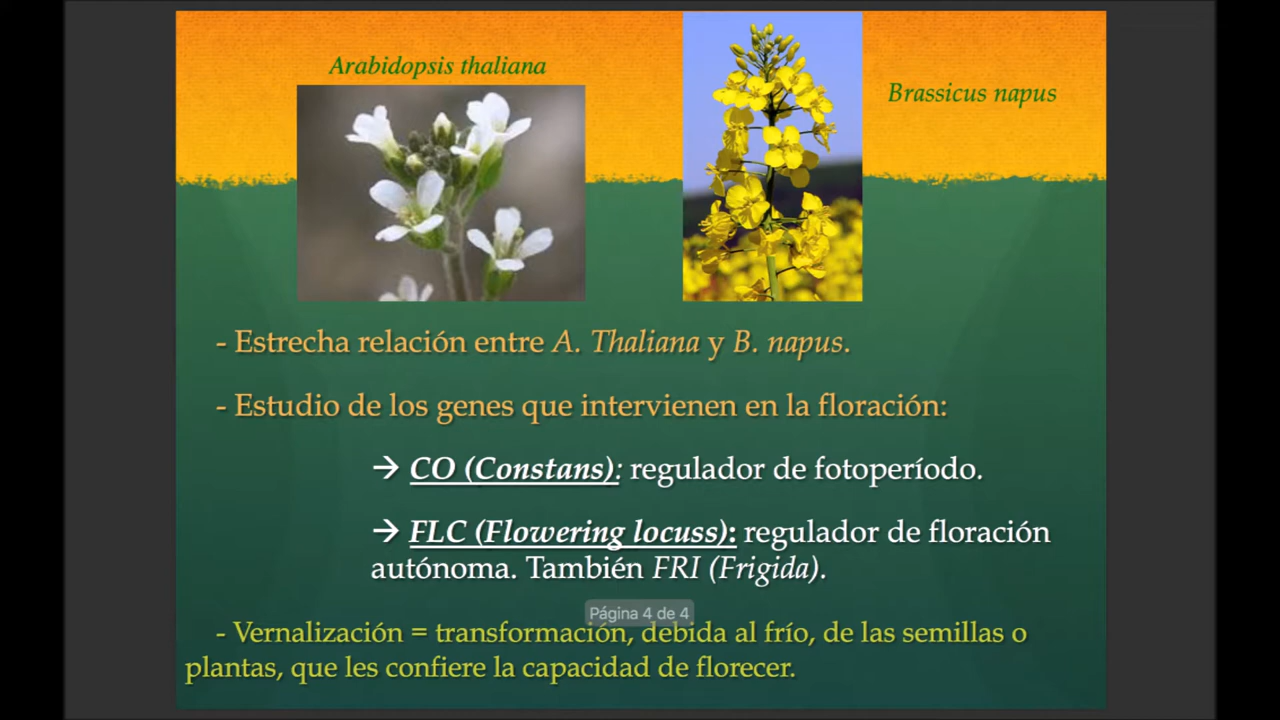 Arabidopsis thaliana
Brassicus napus
- Estrecha relación entre A. Thaliana y B. napus.
- Estudio de los genes que intervienen en la floración:
→ CO (Constans): regulador de fotoperíodo.
→ FLC (Flowering locuss): regulador de floración
autónoma. También FRI (Frigida).
Página 4 de 4
- Vernalización = transformación, debida al frío, de las semillas o
plantas, que les confiere la capacidad de florecer.